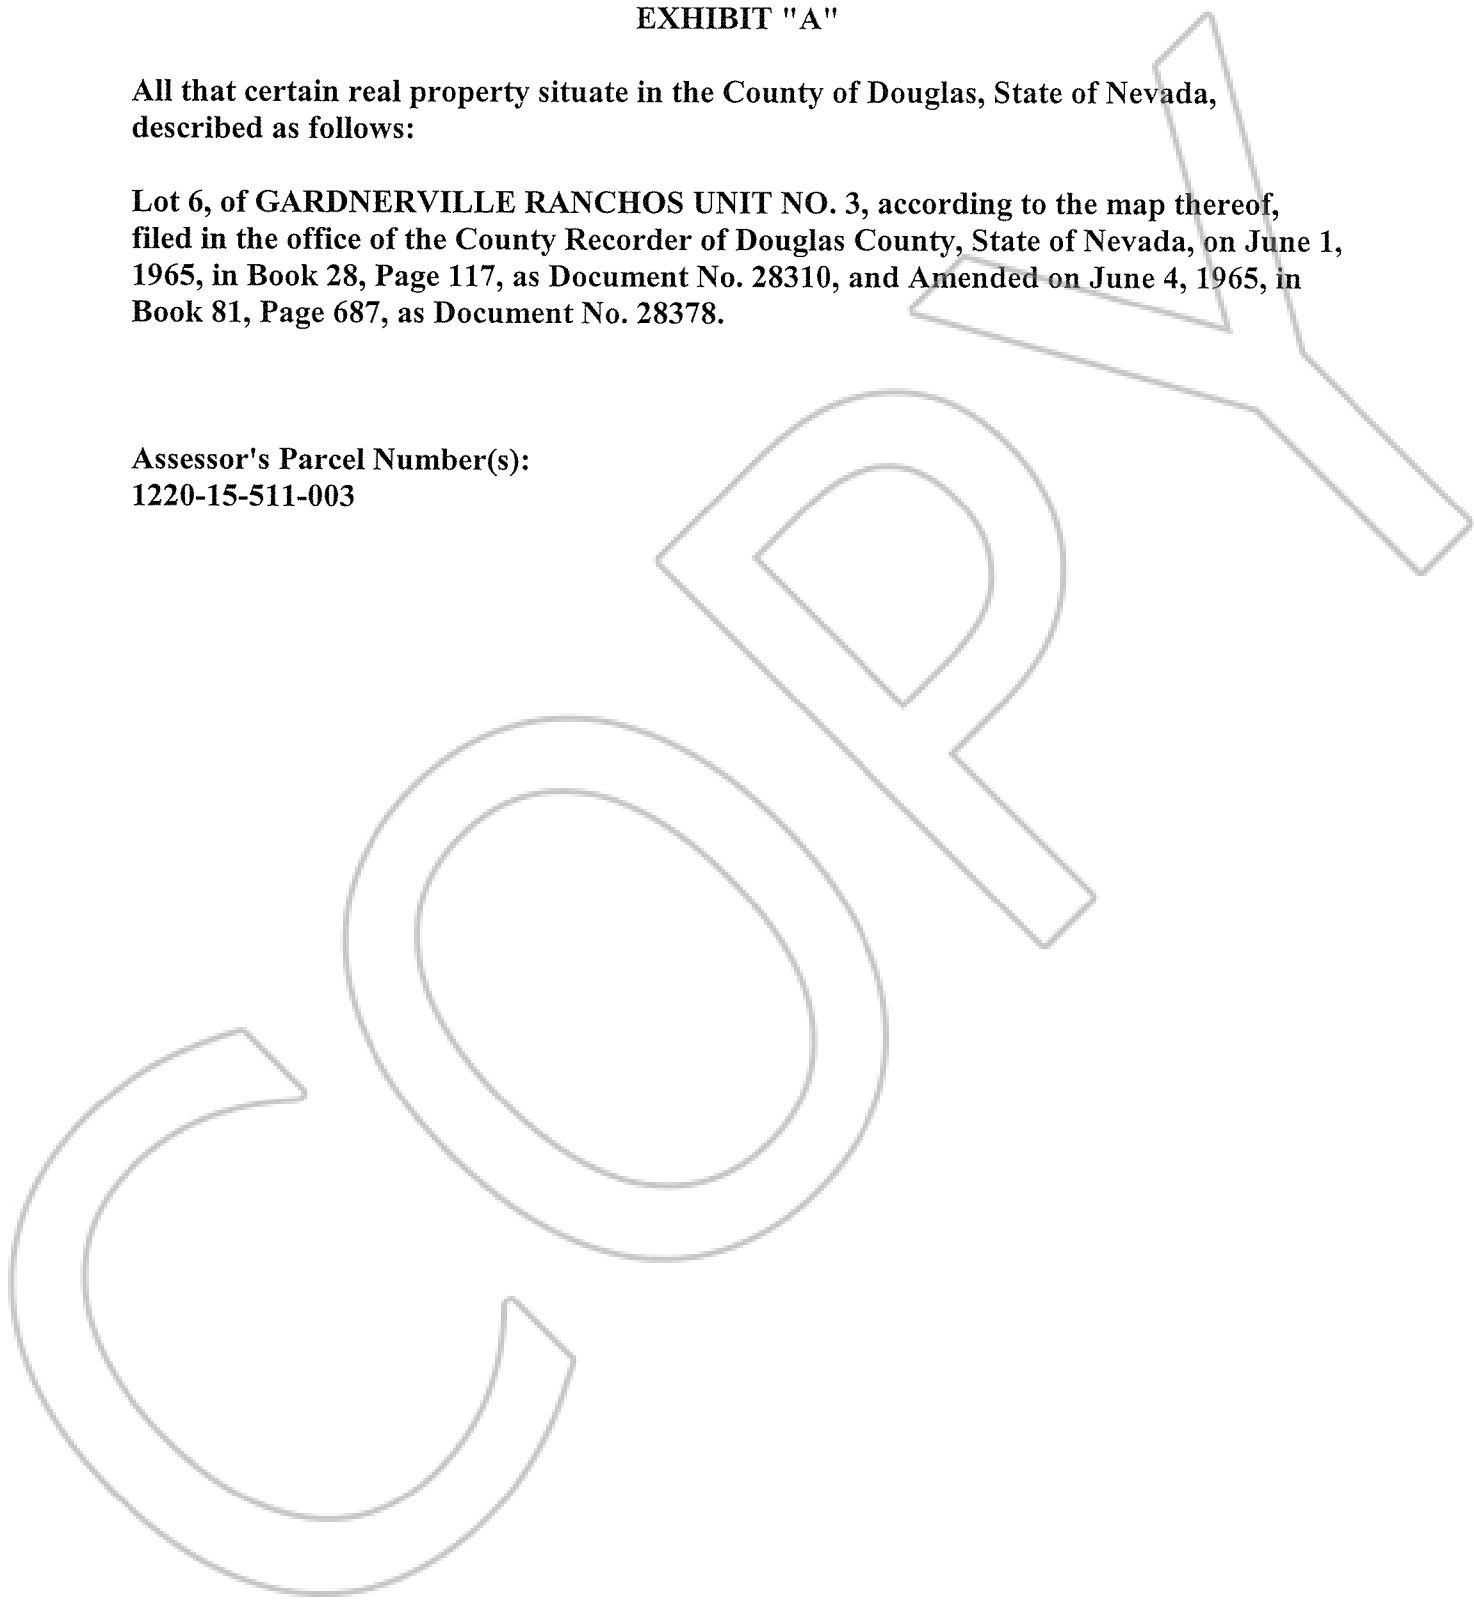 EXHIBIT "A"
All that certain real property situate in the County of Douglas, State of Nevada,
described as follows:
Lot 6, of GARDNERVILLE RANCHOS UNIT NO. 3, according to the map thereof,
filed in the office of the County Recorder of Douglas County, State of Nevada, on June 1,
1965, in Book 28, Page 117, as Document No. 28310, and Amended on June 4, 1965, in
Book 81, Page 687, as Document No. 28378.
Assessor's Parcel Number(s):
1220-15-511-003
COPY